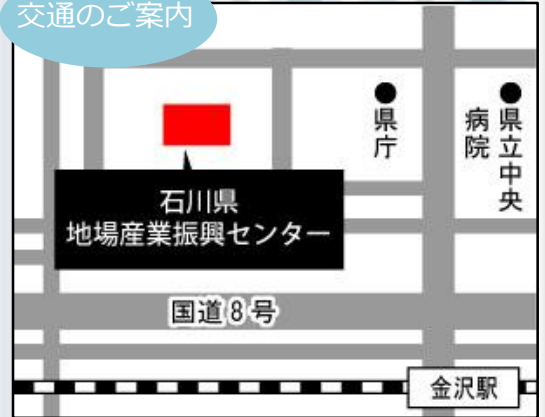 交通のご案内
県庁
県立中央
病院
石川県
地場産業振興センター
国道8号
金沢駅